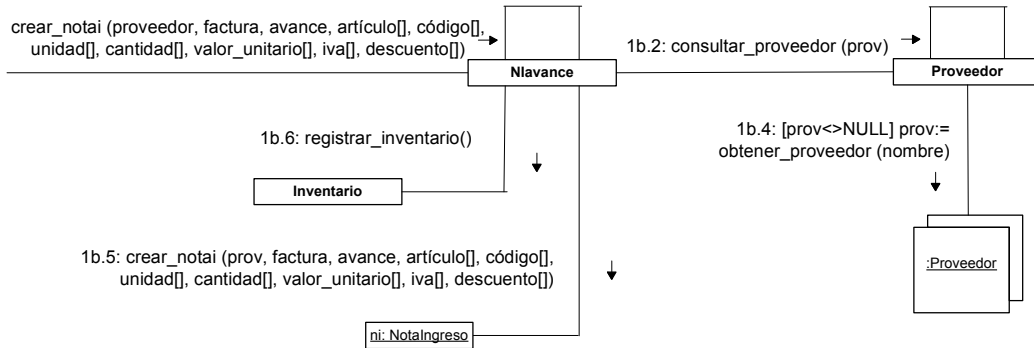 crear_notai (proveedor, factura, avance, artículo[], código[],
unidad[], cantidad[], valor_unitario[], iva[], descuento[])
1b.2: consultar_proveedor (prov)
NIavance
Proveedor
1b.6: registrar_inventario()
1b.4: [prov<>NULL] prov:=
obtener_proveedor (nombre)
Inventario
1b.5: crear_notai (prov, factura, avance, artículo[], código[],
unidad[], cantidad[], valor_unitario[], iva[], descuento[])
:Proveedor
ni: NotaIngreso